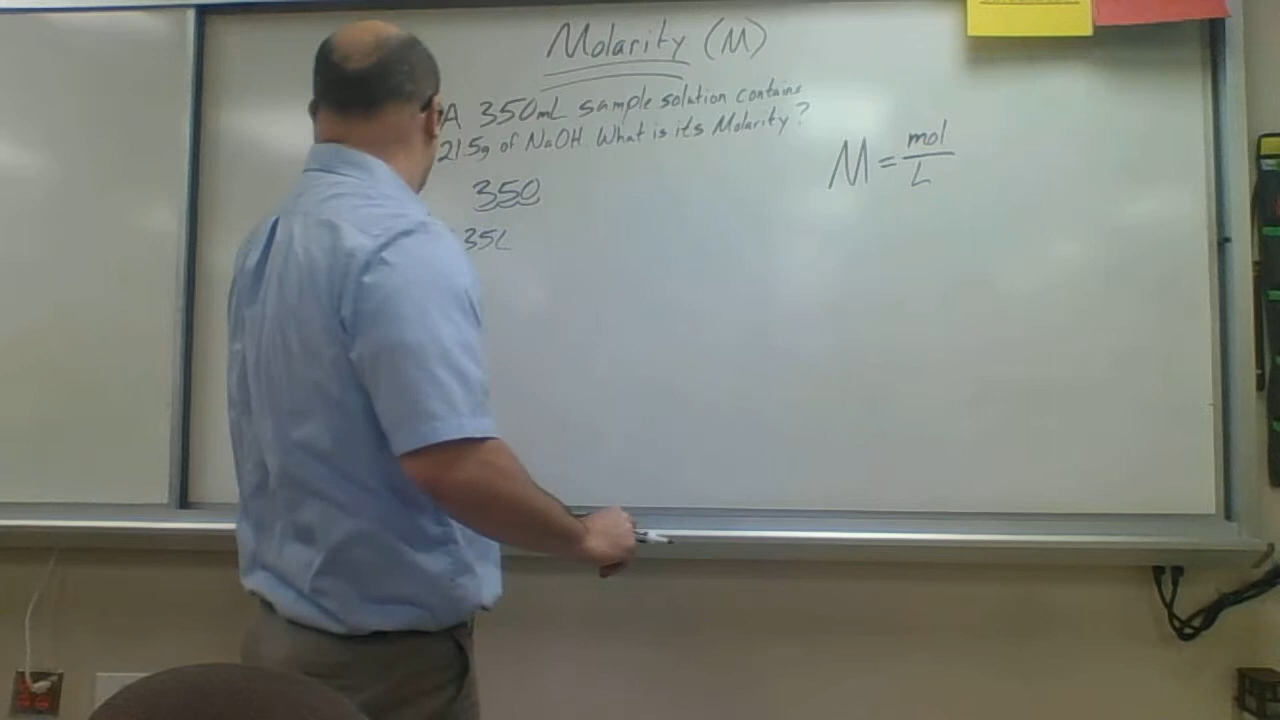 Molarity (M)
A 350mL sample solution contains
21.5g of NaOH. What is its Molarity?
M = mol/L
350
35L